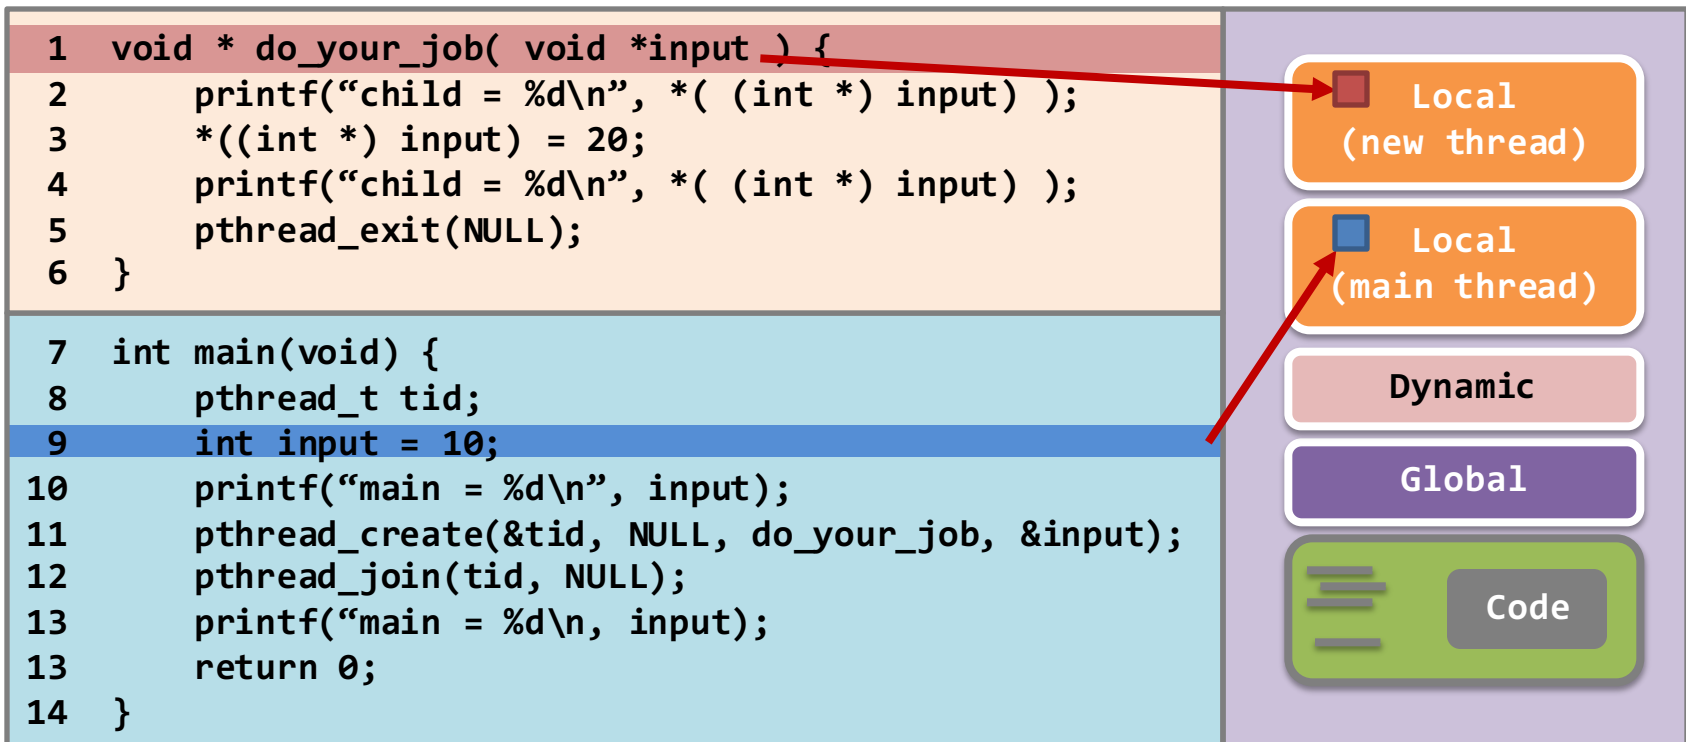 1 void * do_your_job( void *input ) {
2 printf(“child = %d\n”, *( (int *) input) );
3 *((int *) input) = 20;
4 printf(“child = %d\n”, *( (int *) input) );
5 pthread_exit(NULL);
6 }
7 int main(void) {
8 pthread_t tid;
9 int input = 10;
10 printf(“main = %d\n”, input);
11 pthread_create(&tid, NULL, do_your_job, &input);
12 pthread_join(tid, NULL);
13 printf(“main = %d\n, input);
13 return 0;
14 }
Local
(new thread)
Local
(main thread)
Dynamic
Global
Code